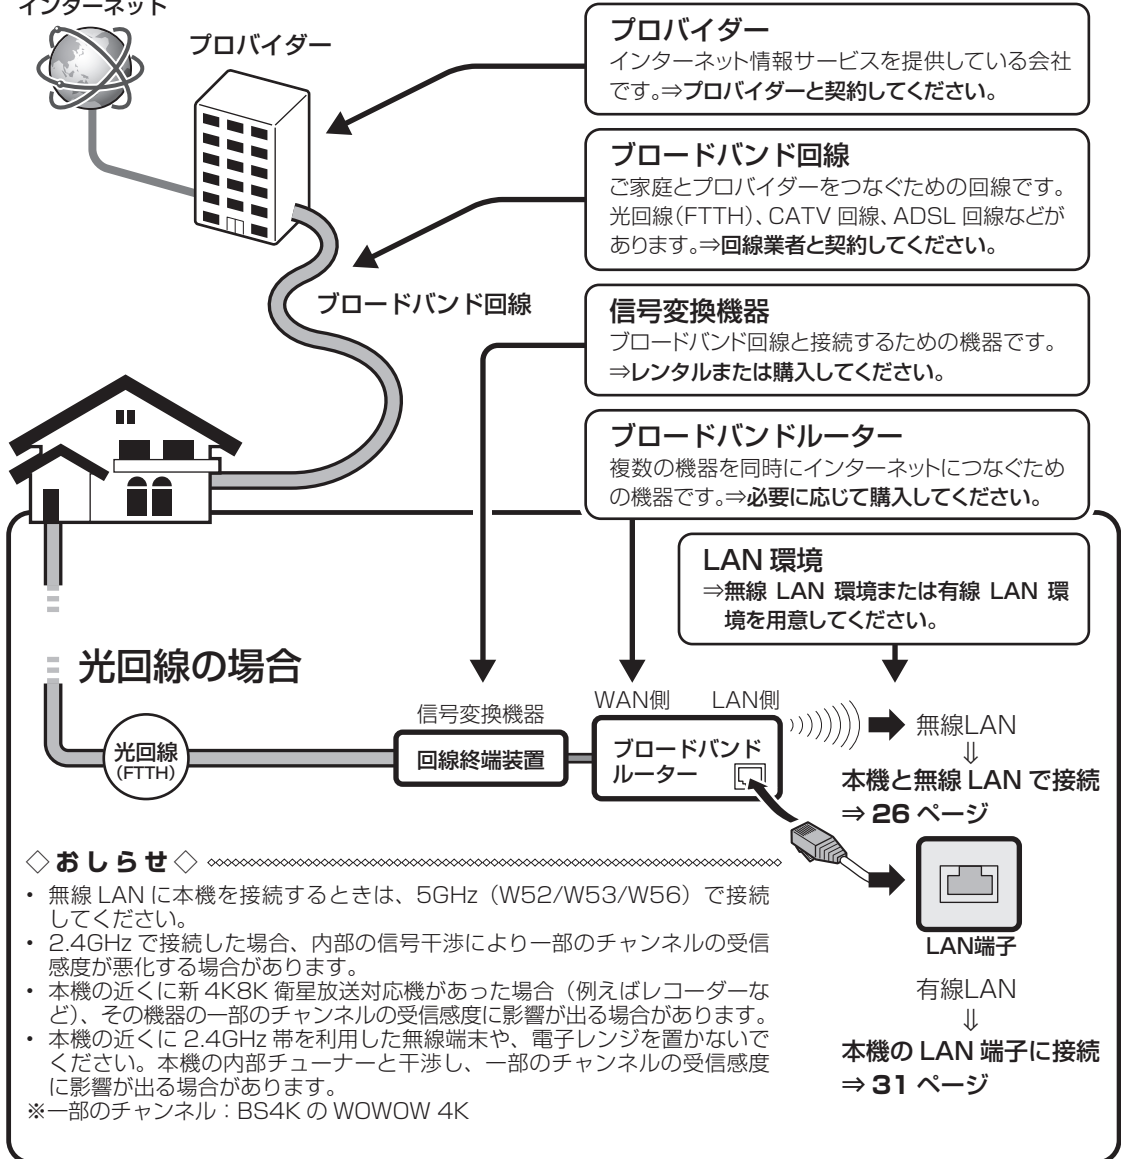 インターネット
プロバイダー
プロバイダー
インターネット情報サービスを提供している会社
です。⇒プロバイダーと契約してください。
ブロードバンド回線
ご家庭とプロバイダーをつなぐための回線です。
光回線(FTTH)、CATV 回線、ADSL 回線などが
あります。⇒回線業者と契約してください。
ブロードバンド回線
信号変換機器
ブロードバンド回線と接続するための機器です。
⇒レンタルまたは購入してください。
ブロードバンドルーター
複数の機器を同時にインターネットにつなぐため
の機器です。⇒必要に応じて購入してください。
LAN 環境
⇒無線 LAN 環境または有線 LAN 環
境を用意してください。
光回線の場合
光回線
(FTTH)
信号変換機器
回線終端装置
WAN側 LAN側
ブロードバンド
ルーター
無線LAN
⇓
本機と無線 LAN で接続
⇒ 26 ページ
LAN端子
有線LAN
⇓
本機の LAN 端子に接続
⇒ 31 ページ
◇おしらせ◇
• 無線 LAN に本機を接続するときは、5GHz（W52/W53/W56）で接続
してください。
• 2.4GHz で接続した場合、内部の信号干渉により一部のチャンネルの受信
感度が悪化する場合があります。
• 本機の近くに新 4K8K 衛星放送対応機があった場合（例えばレコーダーな
ど）、その機器の一部のチャンネルの受信感度に影響が出る場合があります。
• 本機の近くに 2.4GHz 帯を利用した無線端末や、電子レンジを置かないで
ください。本機の内部チューナーと干渉し、一部のチャンネルの受信感度
に影響が出る場合があります。
※一部のチャンネル：BS4K の WOWOW 4K